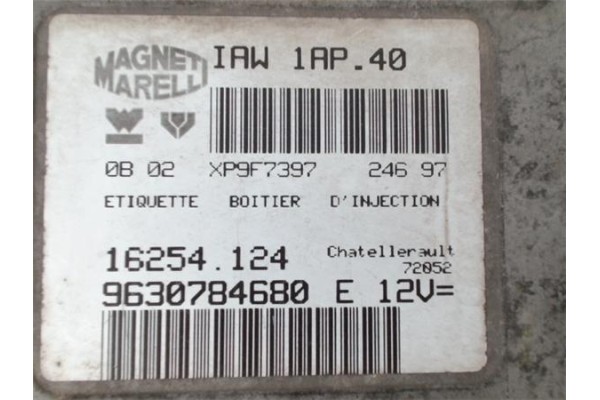 MAGNETI
MARELLI
IAW 1AP.40
0B 02 XP9F7397 246 97
ETIQUETTE BOITIER D'INJECTION
16254.124
Chatellerault
72052
9630784680 E 12V=